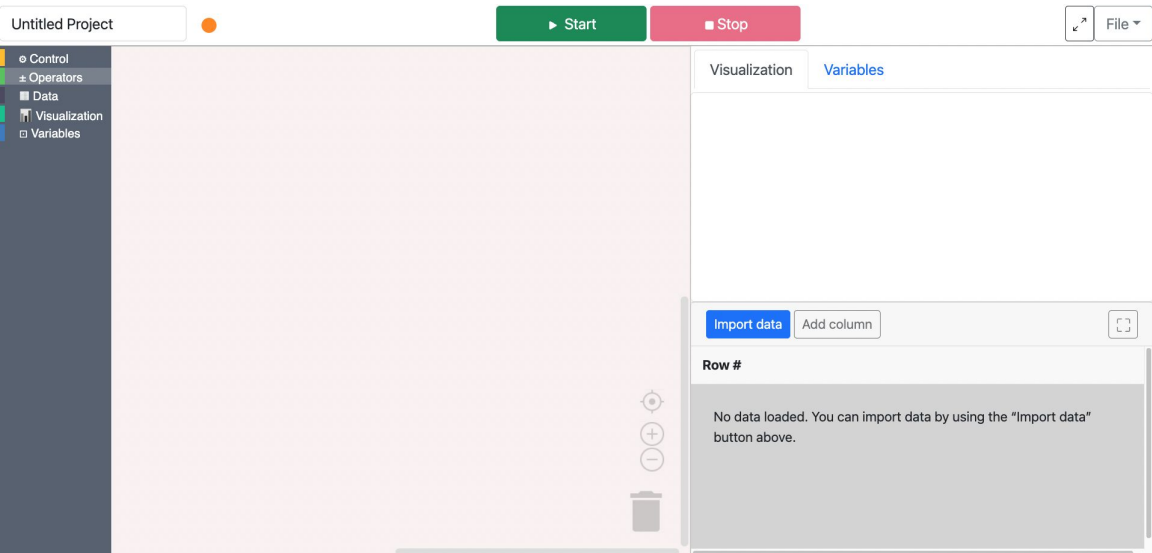 Untitled Project
Start
Stop
File
Control
± Operators
Data
Visualization
Variables
Visualization
Variables
Import data
Add column
Row #
No data loaded. You can import data by using the “Import data”
button above.